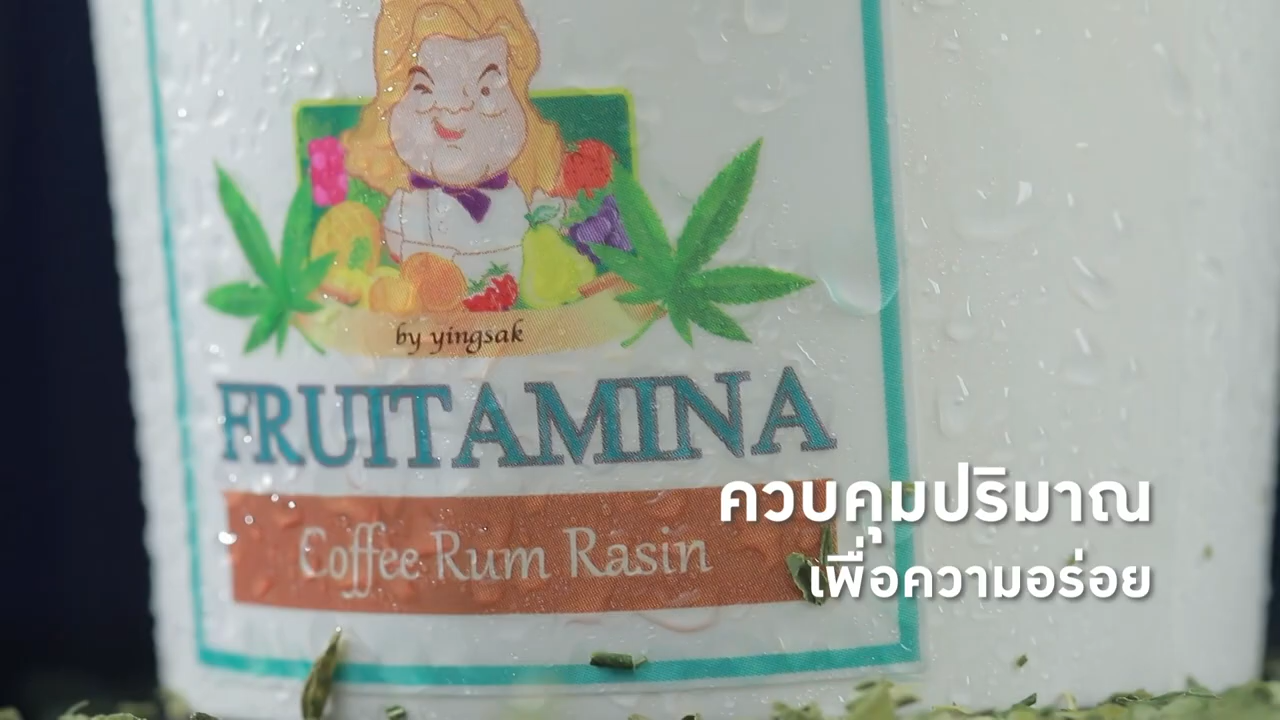 by yingsak
FRUITAMINA
Coffee Rum Rasin
ควบคุมปริมาณ
เพื่อความอร่อย